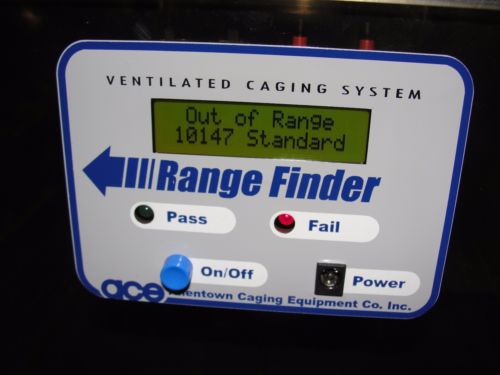 VENTILATED CAGING SYSTEM
Out of Range
10147 Standard
Range Finder
Pass
Fail
On/Off
Power
ace
Caging Equipment Co. Inc.